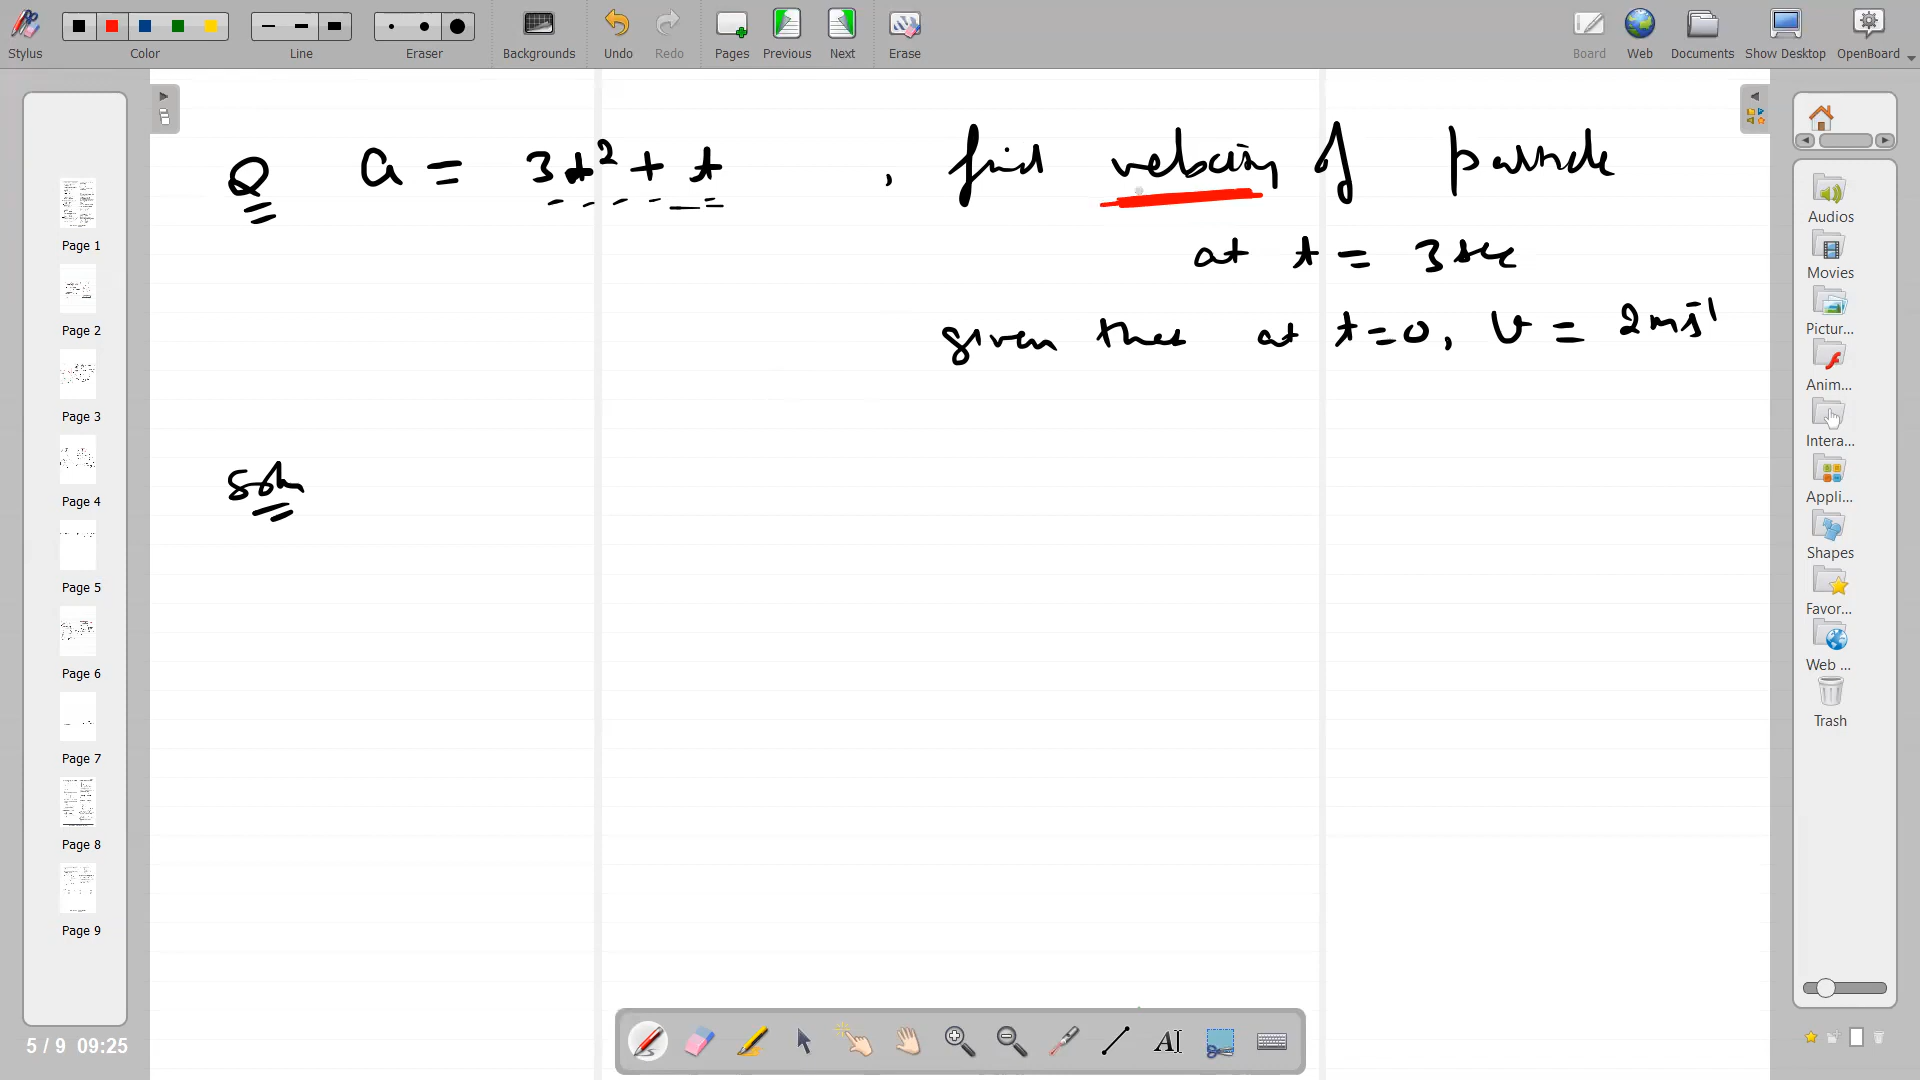 Stylus
Color
Line
Eraser
Backgrounds
Undo
Redo
Pages
Previous
Next
Erase
Board
Web
Documents
Show Desktop
OpenBoard
Q a = 3t² + t , find velocity of particle
at t = 3 sec
given that at t=0, v = 2ms⁻¹
Soln
Page 1
Page 2
Page 3
Page 4
Page 5
Page 6
Page 7
Page 8
Page 9
5 / 9 09:25
Audios
Movies
Pictur...
Anim...
Intera...
Appli...
Shapes
Favor...
Web ...
Trash